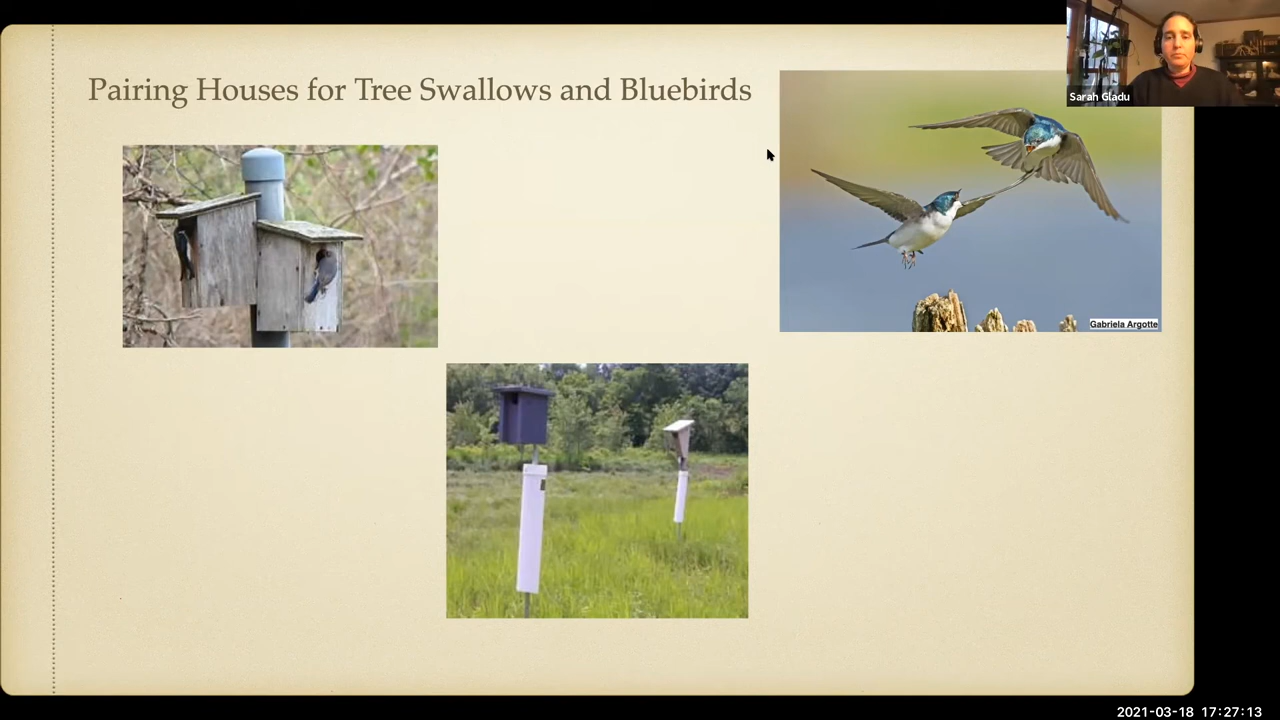 Pairing Houses for Tree Swallows and Bluebirds
Sarah Gladu
Gabriela Argotte
2021-03-18 17:27:13